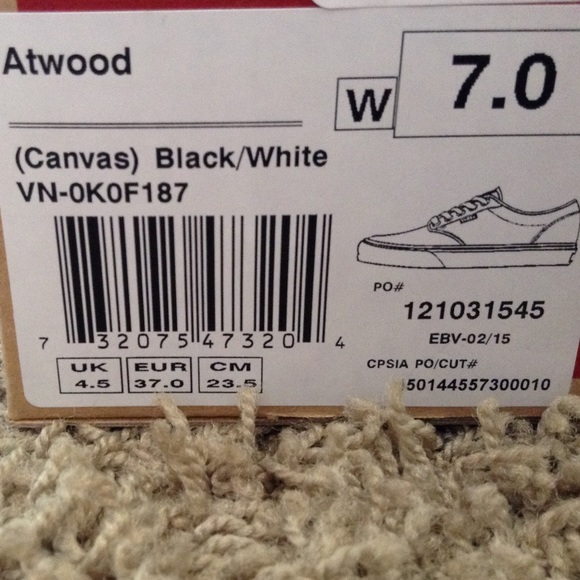 Atwood
W 7.0
(Canvas) Black/White
VN-0K0F187
PO#
121031545
EBV-02/15
7 32075 47320 4
CPSIA PO/CUT#
50144557300010
UK EUR CM
4.5 37.0 23.5